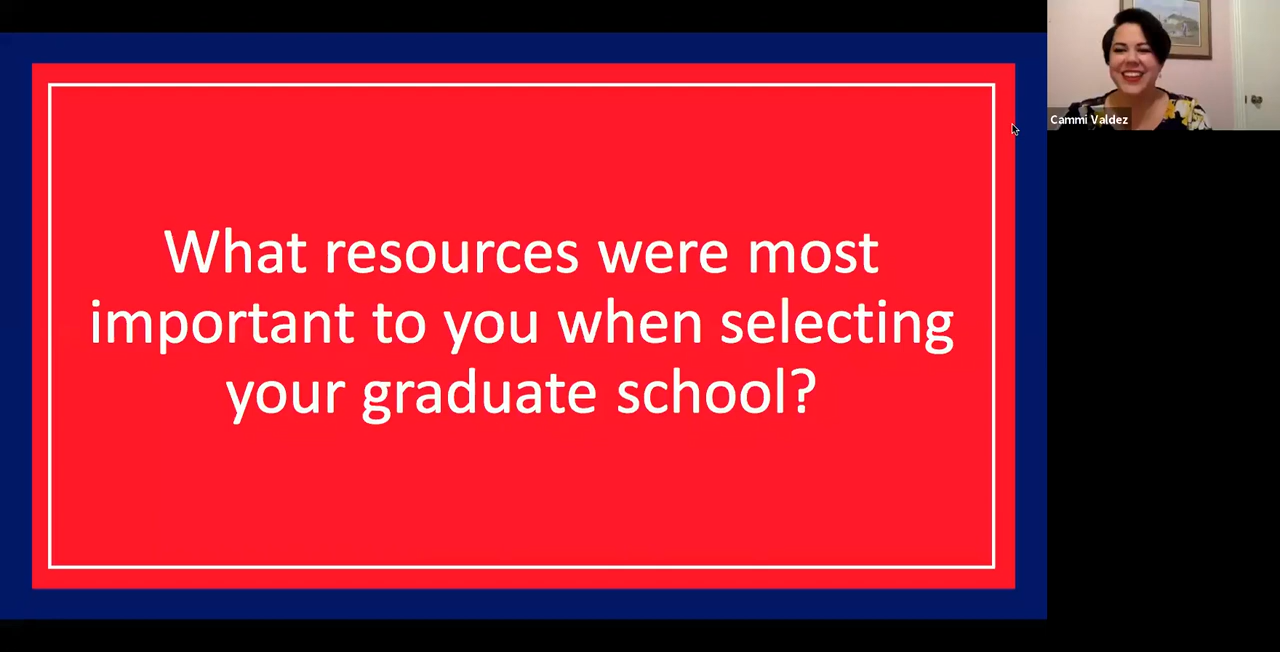 What resources were most
important to you when selecting
your graduate school?
Cammi Valdez